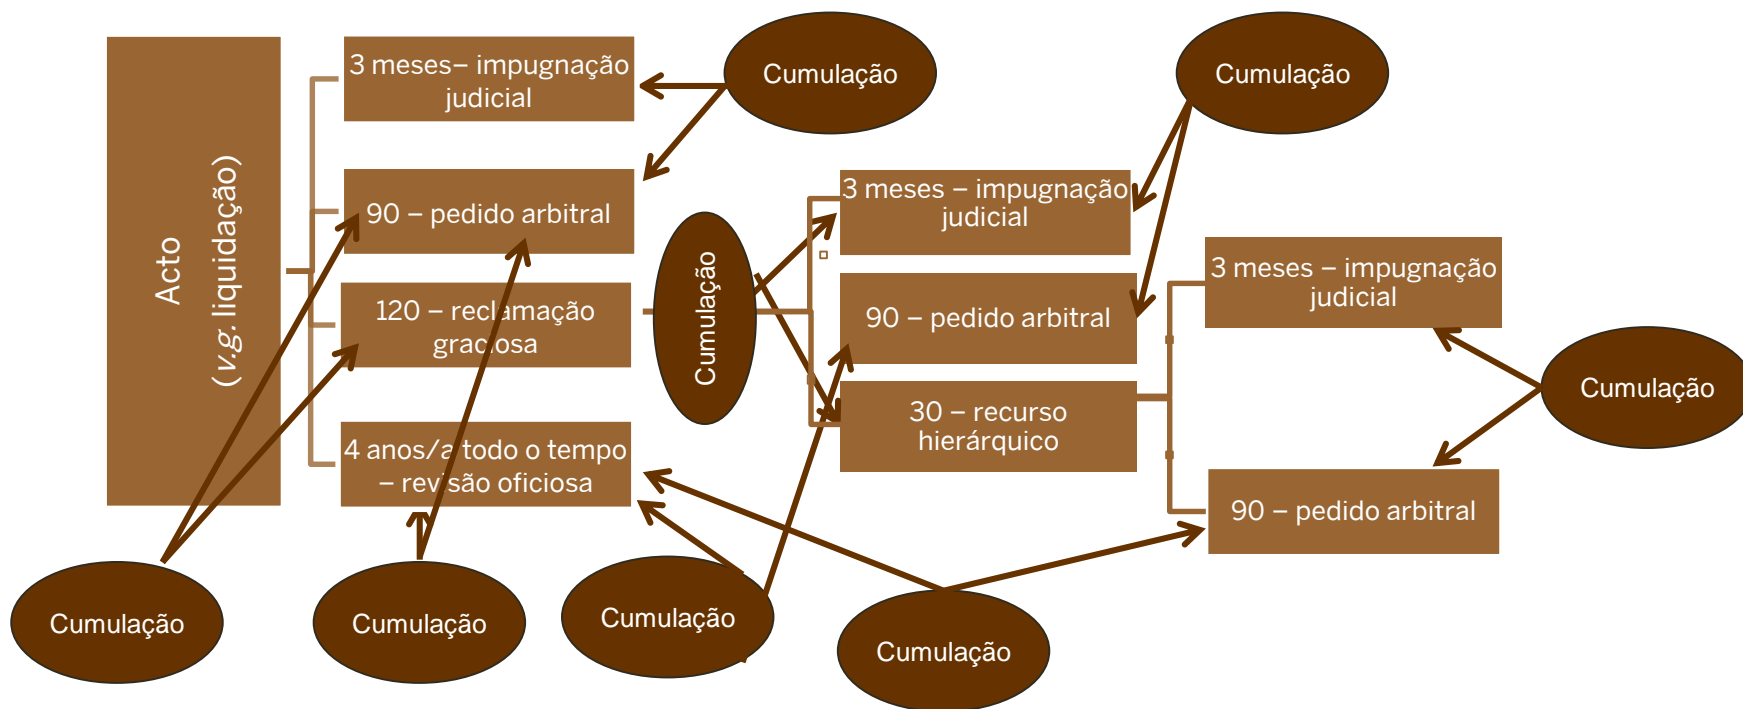 Acto
(v.g. liquidação)
3 meses– impugnação
judicial
90 – pedido arbitral
120 – reclamação
graciosa
4 anos/a todo o tempo
– revisão oficiosa
Cumulação
Cumulação
Cumulação
3 meses – impugnação
judicial
90 – pedido arbitral
30 – recurso
hierárquico
3 meses – impugnação
judicial
90 – pedido arbitral
Cumulação
Cumulação
Cumulação
Cumulação
Cumulação